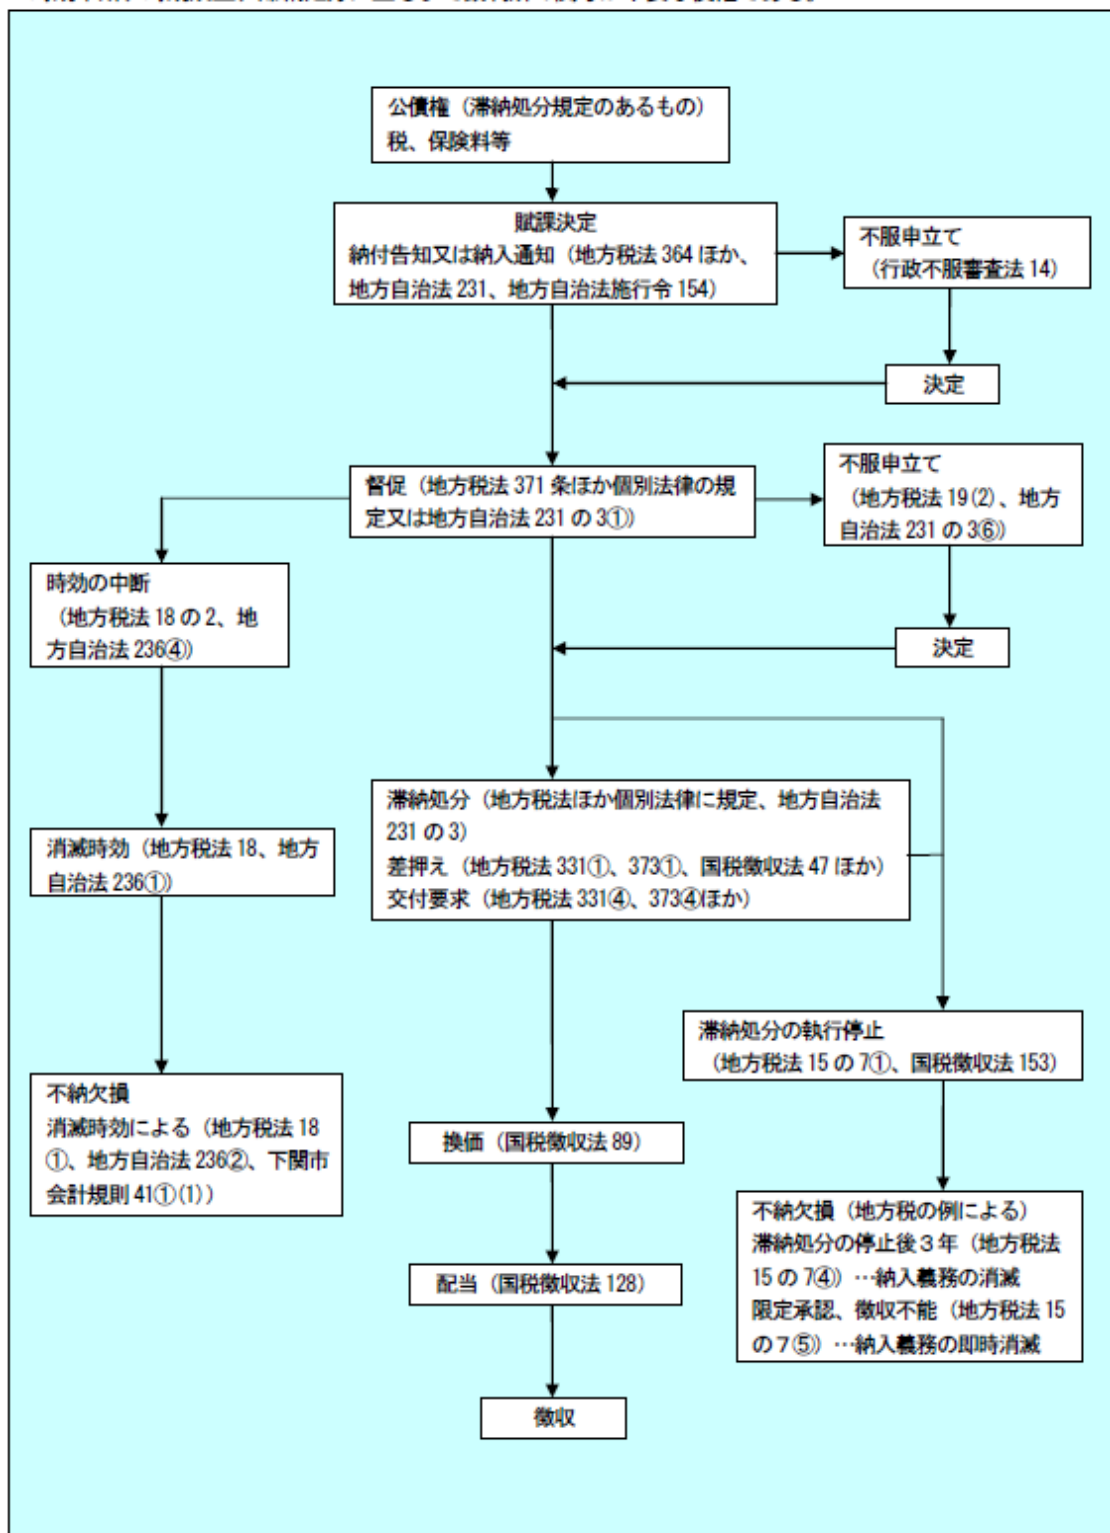 公債権（滞納処分規定のあるもの）
税、保険料等
賦課決定
納付告知又は納入通知（地方税法 364 ほか、
地方自治法 231、地方自治法施行令 154）
不服申立て
（行政不服審査法 14）
決定
督促（地方税法 371 条ほか個別法律の規
定又は地方自治法 231 の 3①）
不服申立て
（地方税法 19(2)、地方
自治法 231 の 3⑥）
時効の中断
（地方税法 18 の 2、地
方自治法 236④）
決定
滞納処分（地方税法ほか個別法律に規定、地方自治法
231 の 3）
差押え（地方税法 331①、373①、国税徴収法 47 ほか）
交付要求（地方税法 331④、373④ほか）
消滅時効（地方税法 18、地方
自治法 236①）
滞納処分の執行停止
（地方税法 15 の 7①、国税徴収法 153）
不納欠損
消滅時効による（地方税法 18
①、地方自治法 236②、下関市
会計規則 41①(1)）
換価（国税徴収法 89）
不納欠損（地方税の例による）
滞納処分の停止後３年（地方税法
15 の 7④）…納入義務の消滅
限定承認、徴収不能（地方税法 15
の７⑤）…納入義務の即時消滅
配当（国税徴収法 128）
徴収